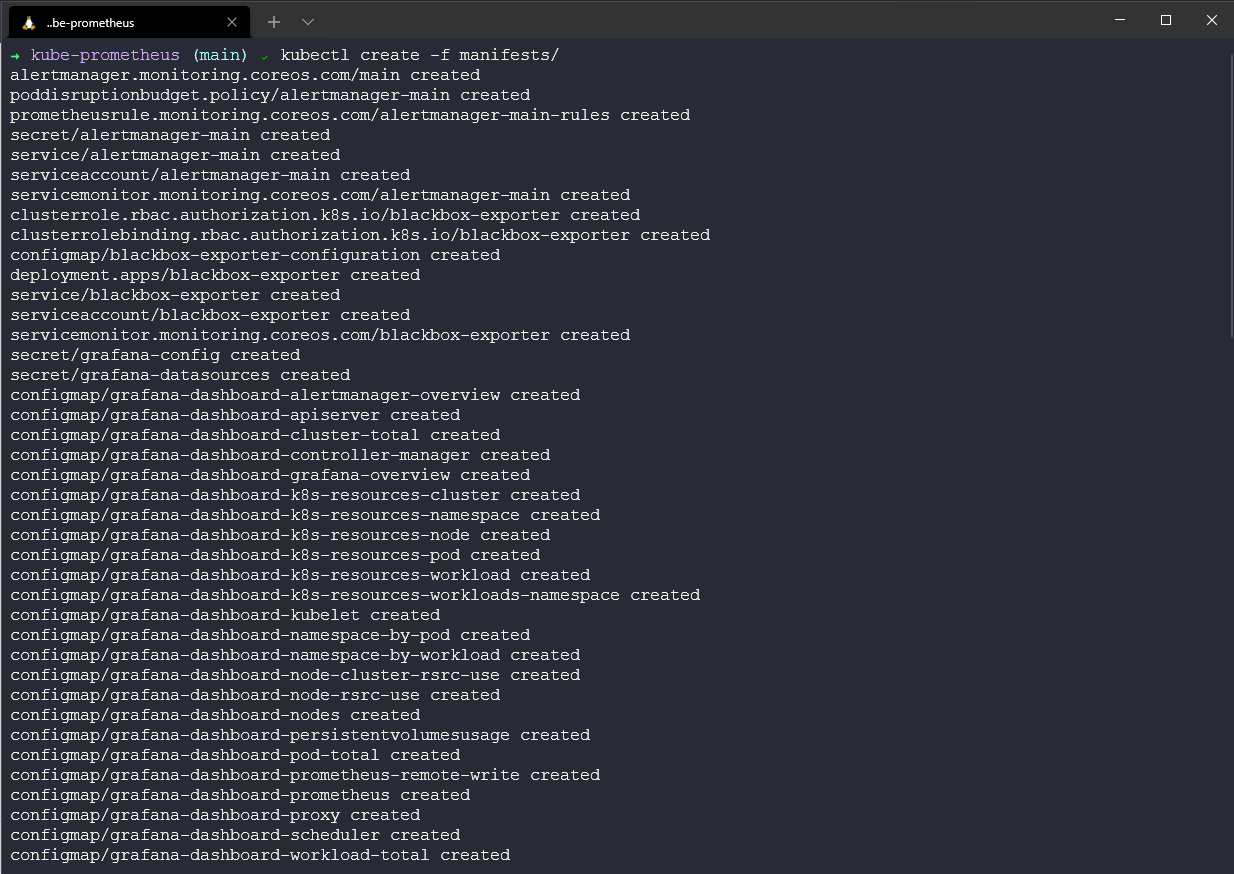 ..be-prometheus
→ kube-prometheus (main) ✓ kubectl create -f manifests/
alertmanager.monitoring.coreos.com/main created
poddisruptionbudget.policy/alertmanager-main created
prometheusrule.monitoring.coreos.com/alertmanager-main-rules created
secret/alertmanager-main created
service/alertmanager-main created
serviceaccount/alertmanager-main created
servicemonitor.monitoring.coreos.com/alertmanager-main created
clusterrole.rbac.authorization.k8s.io/blackbox-exporter created
clusterrolebinding.rbac.authorization.k8s.io/blackbox-exporter created
configmap/blackbox-exporter-configuration created
deployment.apps/blackbox-exporter created
service/blackbox-exporter created
serviceaccount/blackbox-exporter created
servicemonitor.monitoring.coreos.com/blackbox-exporter created
secret/grafana-config created
secret/grafana-datasources created
configmap/grafana-dashboard-alertmanager-overview created
configmap/grafana-dashboard-apiserver created
configmap/grafana-dashboard-cluster-total created
configmap/grafana-dashboard-controller-manager created
configmap/grafana-dashboard-grafana-overview created
configmap/grafana-dashboard-k8s-resources-cluster created
configmap/grafana-dashboard-k8s-resources-namespace created
configmap/grafana-dashboard-k8s-resources-node created
configmap/grafana-dashboard-k8s-resources-pod created
configmap/grafana-dashboard-k8s-resources-workload created
configmap/grafana-dashboard-k8s-resources-workloads-namespace created
configmap/grafana-dashboard-kubelet created
configmap/grafana-dashboard-namespace-by-pod created
configmap/grafana-dashboard-namespace-by-workload created
configmap/grafana-dashboard-node-cluster-rsrc-use created
configmap/grafana-dashboard-node-rsrc-use created
configmap/grafana-dashboard-nodes created
configmap/grafana-dashboard-persistentvolumesusage created
configmap/grafana-dashboard-pod-total created
configmap/grafana-dashboard-prometheus-remote-write created
configmap/grafana-dashboard-prometheus created
configmap/grafana-dashboard-proxy created
configmap/grafana-dashboard-scheduler created
configmap/grafana-dashboard-workload-total created